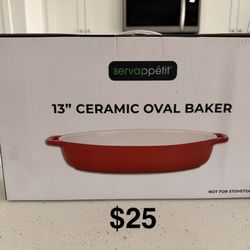 servappétit
13” CERAMIC OVAL BAKER
NOT FOR STOVETOP
$25